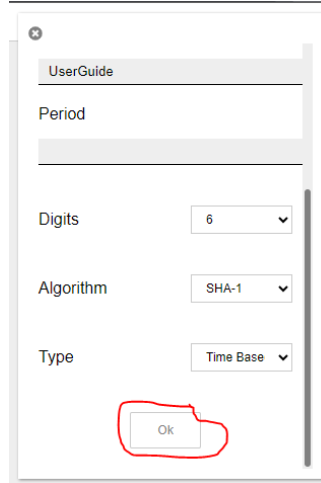 UserGuide
Period
Digits 6
Algorithm SHA-1
Type Time Base
Ok